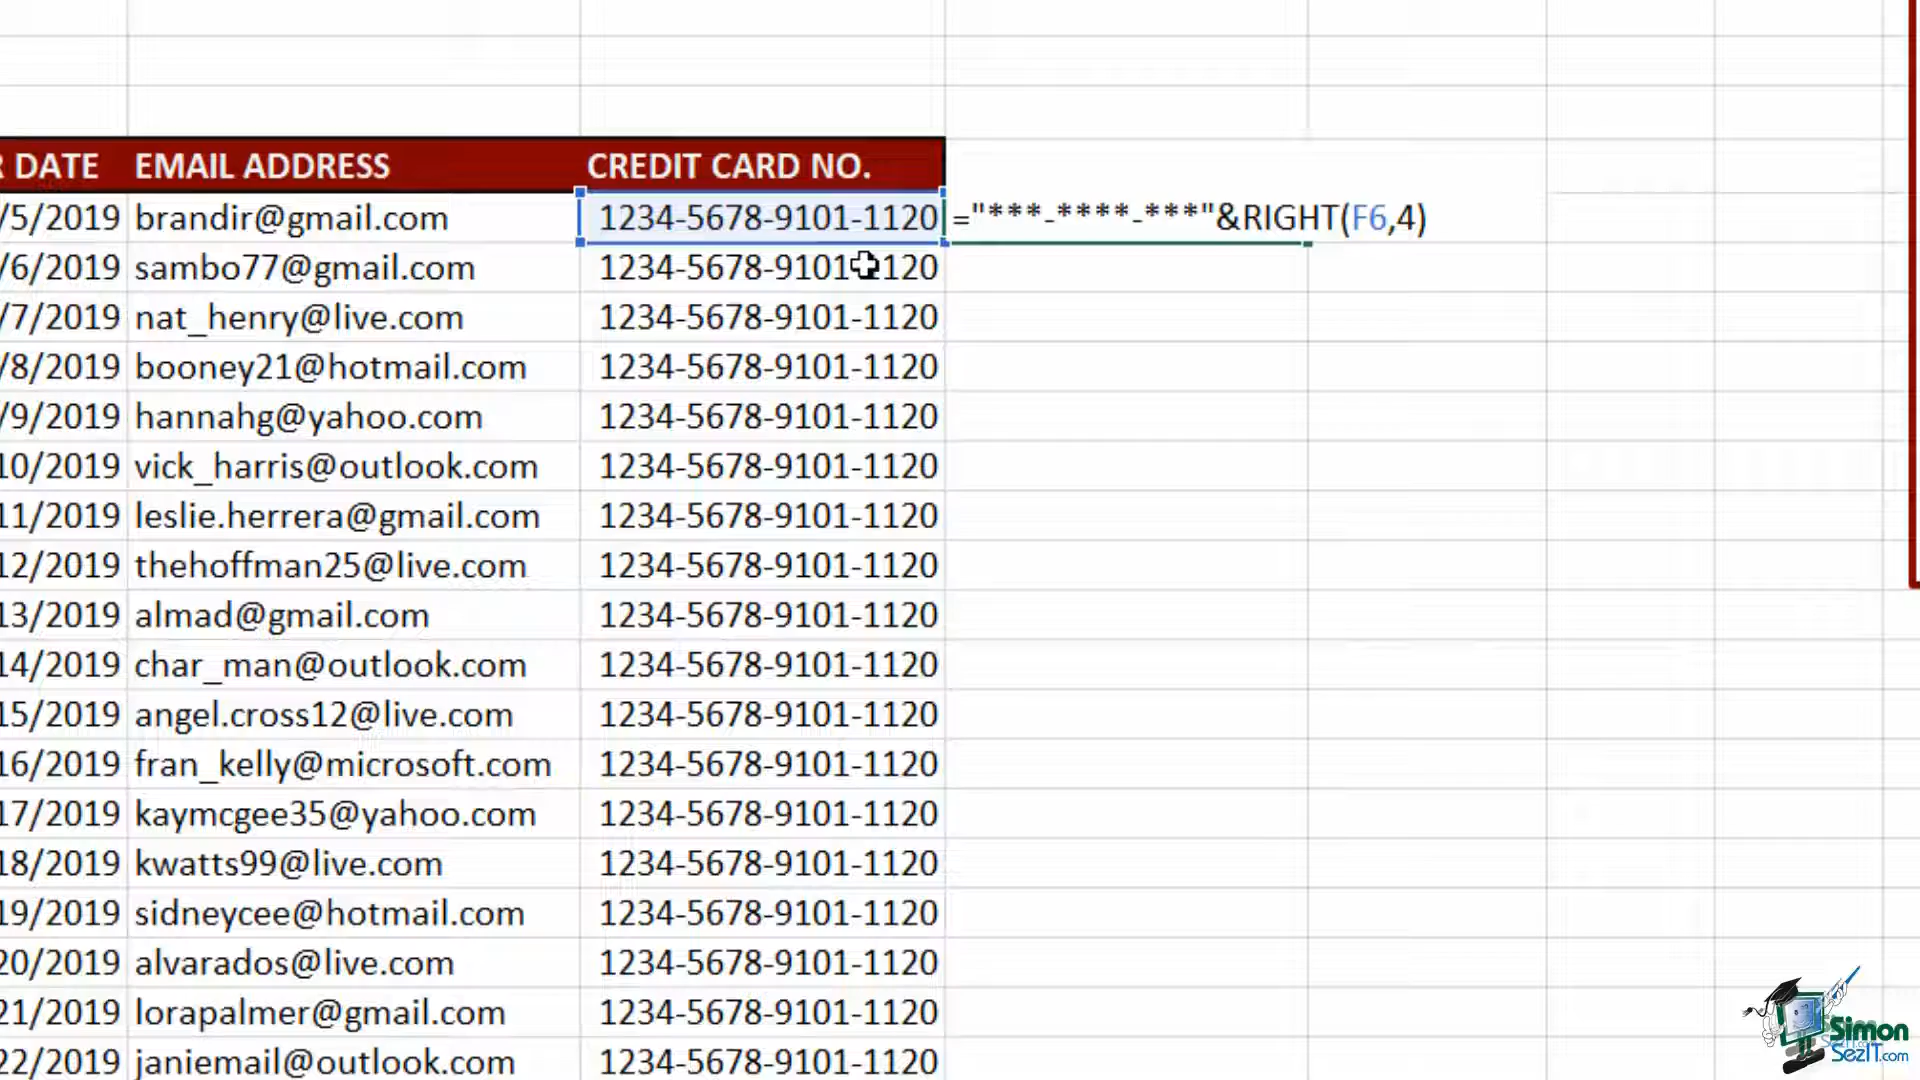 R DATE EMAIL ADDRESS CREDIT CARD NO.
/5/2019 brandir@gmail.com 1234-5678-9101-1120 ="***-****-***"&RIGHT(F6,4)
/6/2019 sambo77@gmail.com 1234-5678-9101-1120
/7/2019 nat_henry@live.com 1234-5678-9101-1120
/8/2019 booney21@hotmail.com 1234-5678-9101-1120
/9/2019 hannahg@yahoo.com 1234-5678-9101-1120
10/2019 vick_harris@outlook.com 1234-5678-9101-1120
11/2019 leslie.herrera@gmail.com 1234-5678-9101-1120
12/2019 thehoffman25@live.com 1234-5678-9101-1120
13/2019 almad@gmail.com 1234-5678-9101-1120
14/2019 char_man@outlook.com 1234-5678-9101-1120
15/2019 angel.cross12@live.com 1234-5678-9101-1120
16/2019 fran_kelly@microsoft.com 1234-5678-9101-1120
17/2019 kaymcgee35@yahoo.com 1234-5678-9101-1120
18/2019 kwatts99@live.com 1234-5678-9101-1120
19/2019 sidneycee@hotmail.com 1234-5678-9101-1120
20/2019 alvarados@live.com 1234-5678-9101-1120
21/2019 lorapalmer@gmail.com 1234-5678-9101-1120
22/2019 janiemail@outlook.com 1234-5678-9101-1120
Simon
SezIT.com